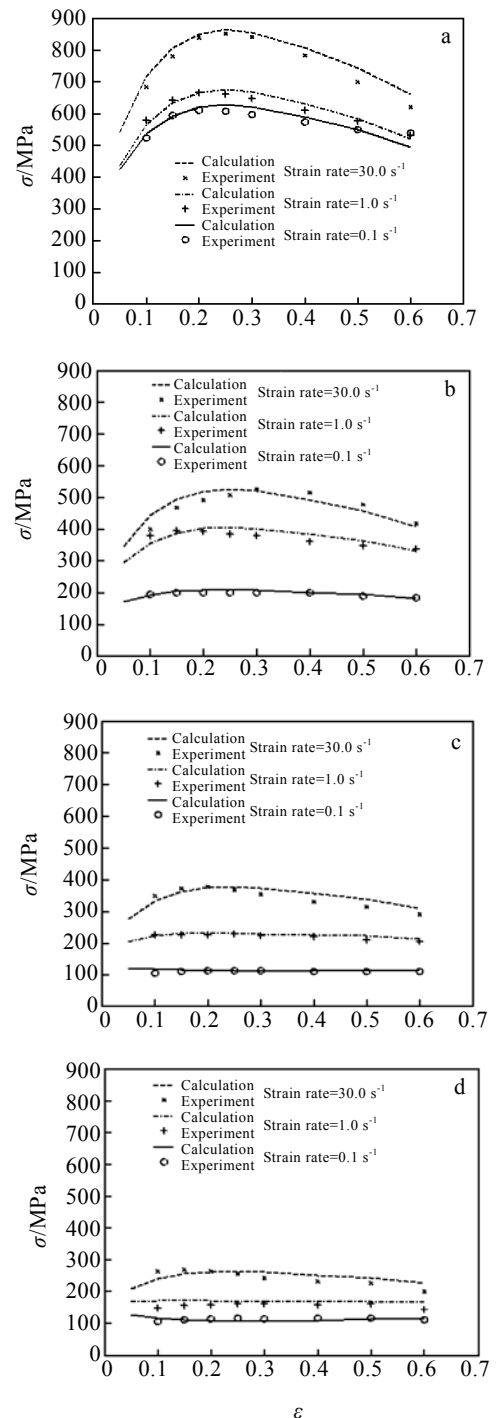 900
a
800
700
600
σ/MPa
500
Calculation
Experiment Strain rate=30.0 s-1
400
Calculation
Experiment Strain rate=1.0 s-1
300
Calculation
Experiment Strain rate=0.1 s-1
200
100
0
0 0.1 0.2 0.3 0.4 0.5 0.6 0.7
900
b
Calculation
Experiment Strain rate=30.0 s-1
800
Calculation
Experiment Strain rate=1.0 s-1
700
Calculation
Experiment Strain rate=0.1 s-1
600
500
σ/MPa
400
300
200
100
0
0 0.1 0.2 0.3 0.4 0.5 0.6 0.7
900
c
Calculation
Experiment Strain rate=30.0 s-1
800
Calculation
Experiment Strain rate=1.0 s-1
700
Calculation
Experiment Strain rate=0.1 s-1
600
500
σ/MPa
400
300
200
100
0
0 0.1 0.2 0.3 0.4 0.5 0.6 0.7
900
d
Calculation
Experiment Strain rate=30.0 s-1
800
Calculation
Experiment Strain rate=1.0 s-1
700
Calculation
Experiment Strain rate=0.1 s-1
600
500
σ/MPa
400
300
200
100
0
0 0.1 0.2 0.3 0.4 0.5 0.6 0.7
ε